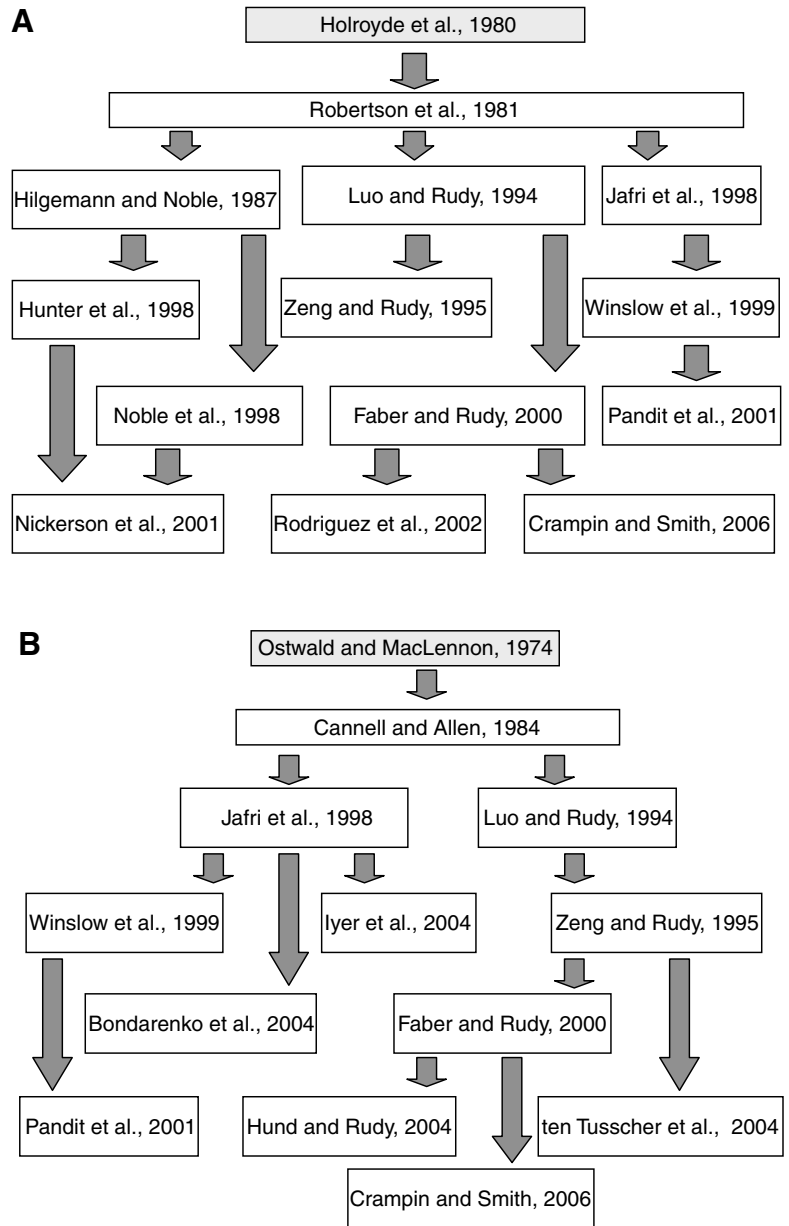 A
Holroyde et al., 1980
Robertson et al., 1981
Hilgemann and Noble, 1987
Luo and Rudy, 1994
Jafri et al., 1998
Hunter et al., 1998
Zeng and Rudy, 1995
Winslow et al., 1999
Noble et al., 1998
Faber and Rudy, 2000
Pandit et al., 2001
Nickerson et al., 2001
Rodriguez et al., 2002
Crampin and Smith, 2006
B
Ostwald and MacLennon, 1974
Cannell and Allen, 1984
Jafri et al., 1998
Luo and Rudy, 1994
Winslow et al., 1999
Iyer et al., 2004
Zeng and Rudy, 1995
Bondarenko et al., 2004
Faber and Rudy, 2000
Pandit et al., 2001
Hund and Rudy, 2004
ten Tusscher et al., 2004
Crampin and Smith, 2006